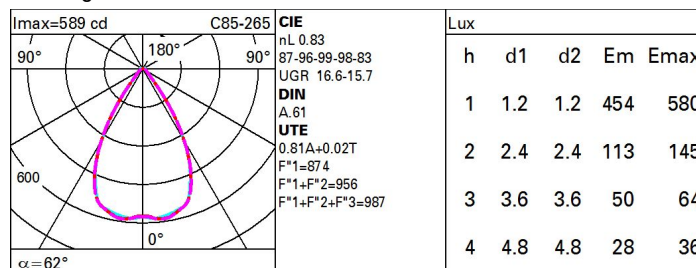 Imax=589 cd C85-265
90° 180° 90°
600
0°
α=62°
CIE
nL 0.83
87-96-99-98-83
UGR 16.6-15.7
DIN
A.61
UTE
0.81A+0.02T
F"1=874
F"1+F"2=956
F"1+F"2+F"3=987
Lux
h d1 d2 Em Emax
1 1.2 1.2 454 580
2 2.4 2.4 113 145
3 3.6 3.6 50 64
4 4.8 4.8 28 36